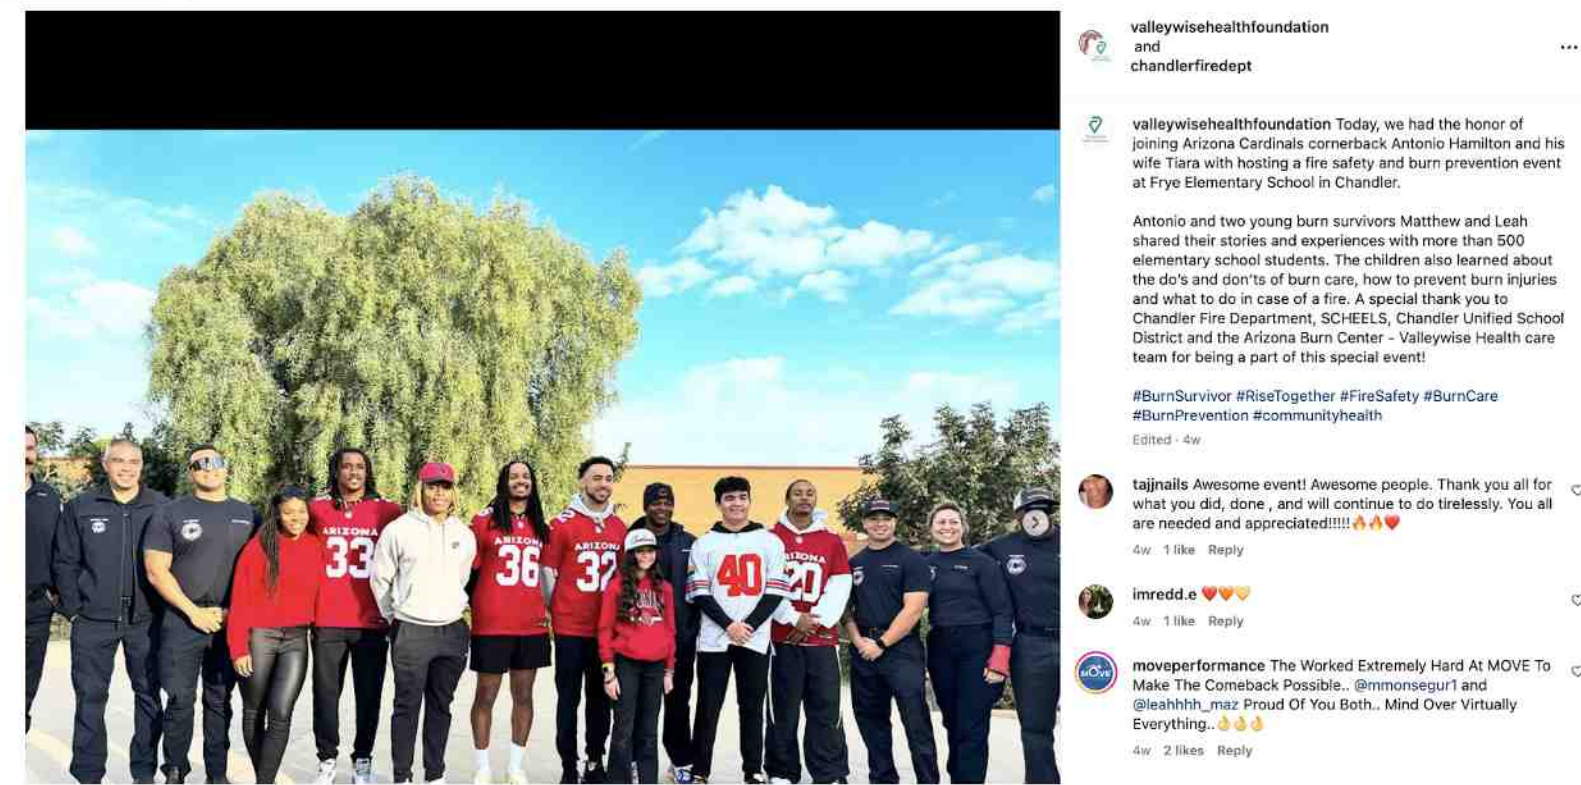 valleywisehealthfoundation
and
chandlerfiredept
valleywisehealthfoundation Today, we had the honor of
joining Arizona Cardinals cornerback Antonio Hamilton and his
wife Tiara with hosting a fire safety and burn prevention event
at Frye Elementary School in Chandler.
Antonio and two young burn survivors Matthew and Leah
shared their stories and experiences with more than 500
elementary school students. The children also learned about
the do's and don'ts of burn care, how to prevent burn injuries
and what to do in case of a fire. A special thank you to
Chandler Fire Department, SCHEELS, Chandler Unified School
District and the Arizona Burn Center - Valleywise Health care
team for being a part of this special event!
#BurnSurvivor #RiseTogether #FireSafety #BurnCare
#BurnPrevention #communityhealth
Edited · 4w
tajjnails Awesome event! Awesome people. Thank you all for
what you did, done , and will continue to do tirelessly. You all
are needed and appreciated!!!!!🔥🔥❤️
4w 1 like Reply
imredd.e ❤️🧡💛
4w 1 like Reply
moveperformance The Worked Extremely Hard At MOVE To
Make The Comeback Possible.. @mmonsegur1 and
@leahhhh_maz Proud Of You Both.. Mind Over Virtually
Everything..👌👌👌
4w 2 likes Reply
MOVE
ARIZONA
33
ARIZONA
36
ARIZONA
32
40
ARIZONA
20